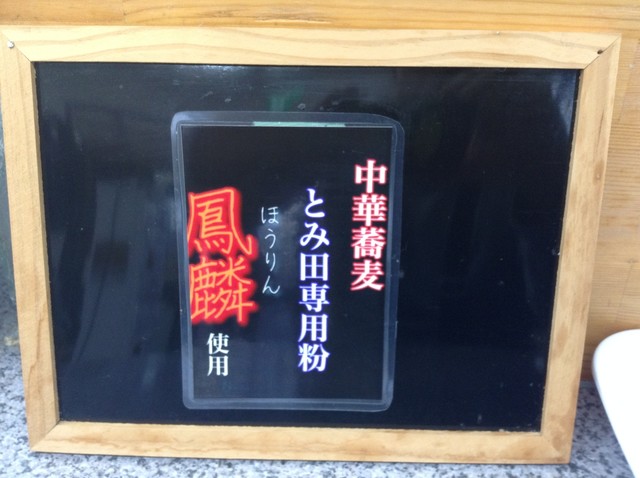 中華蕎麦
とみ田専用粉
ほうりん
鳳麟
使用